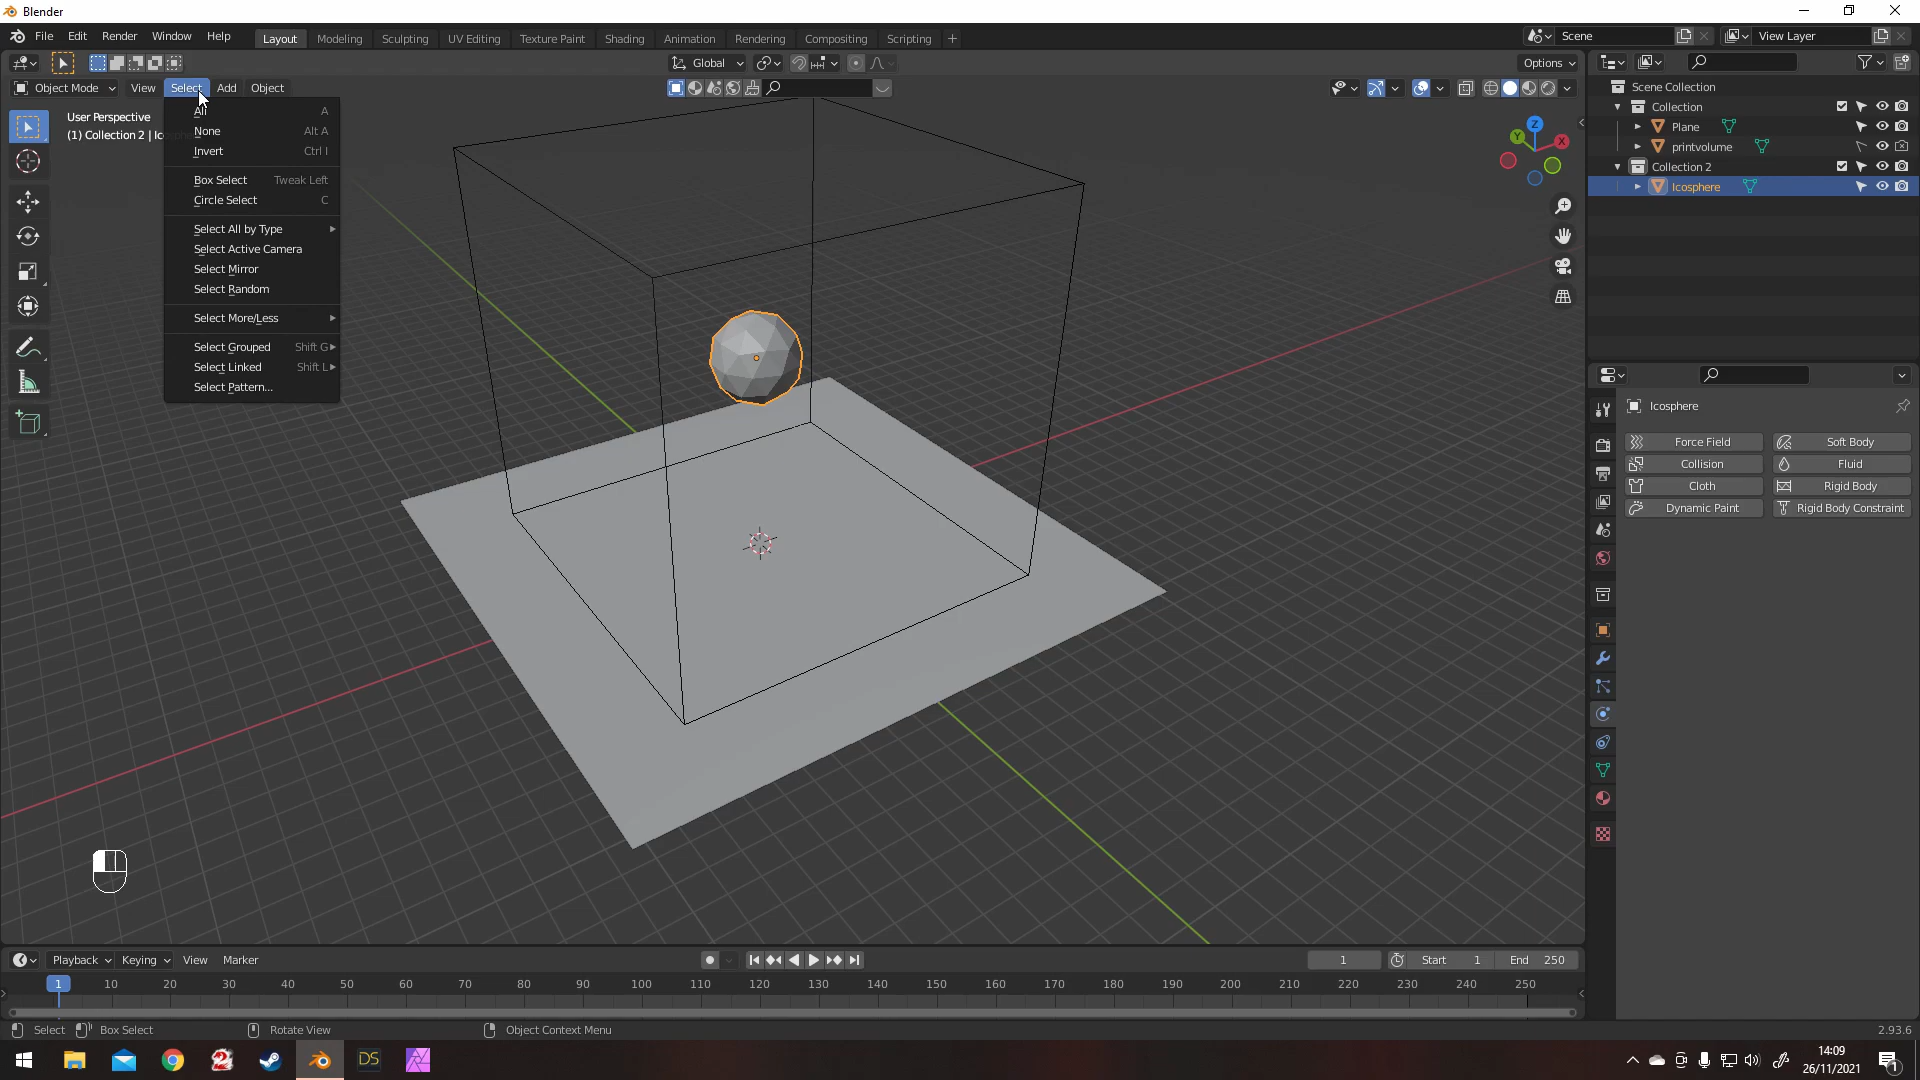 Blender
File Edit Render Window Help
Layout Modeling Sculpting UV Editing Texture Paint Shading Animation Rendering Compositing Scripting +
Scene
View Layer
Global
Options
Object Mode View Select Add Object
User Perspective
(1) Collection 2 |
All A
None Alt A
Invert Ctrl I
Box Select Tweak Left
Circle Select C
Select All by Type
Select Active Camera
Select Mirror
Select Random
Select More/Less
Select Grouped Shift G
Select Linked Shift L
Select Pattern...
Z
Y
X
Scene Collection
Collection
Plane
printvolume
Collection 2
Icosphere
Icosphere
Force Field Soft Body
Collision Fluid
Cloth Rigid Body
Dynamic Paint Rigid Body Constraint
Playback Keying View Marker
1 Start 1 End 250
1 10 20 30 40 50 60 70 80 90 100 110 120 130 140 150 160 170 180 190 200 210 220 230 240 250
Select Box Select Rotate View Object Context Menu 2.93.6
DS
14:09
26/11/2021
1